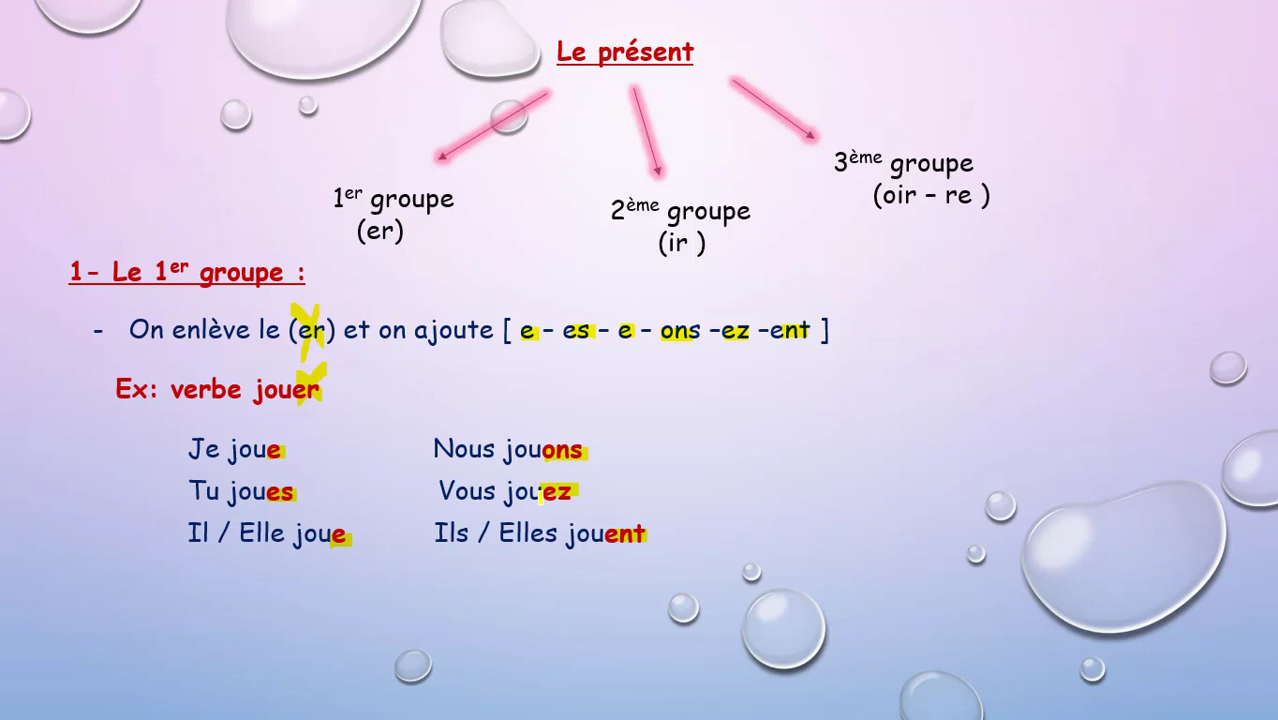 Le présent
1er groupe
(er)
2ème groupe
(ir )
3ème groupe
(oir – re )
1- Le 1er groupe :
- On enlève le (er) et on ajoute [ e – es – e – ons –ez –ent ]
Ex: verbe jouer
Je joue Nous jouons
Tu joues Vous jouez
Il / Elle joue Ils / Elles jouent